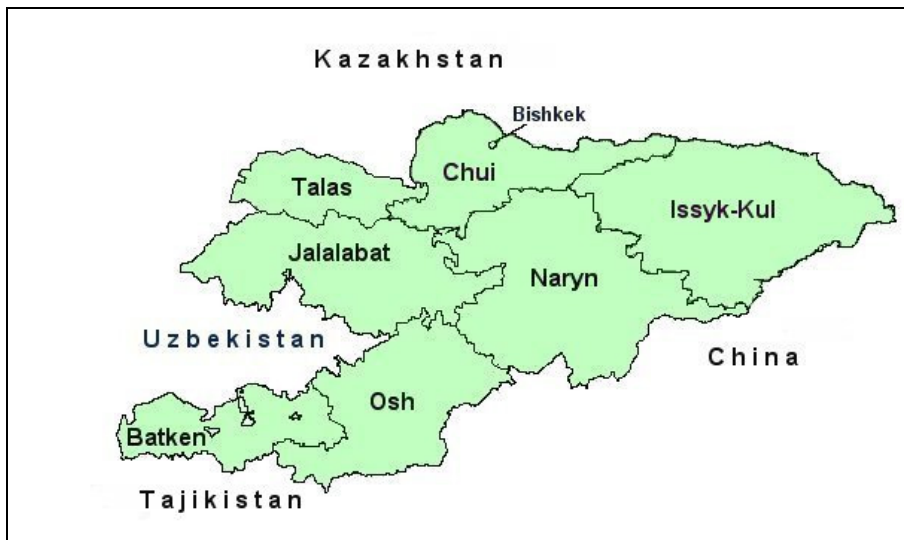 Kazakhstan
Bishkek
Chui
Talas
Issyk-Kul
Jalalabat
Naryn
Uzbekistan
China
Osh
Batken
Tajikistan